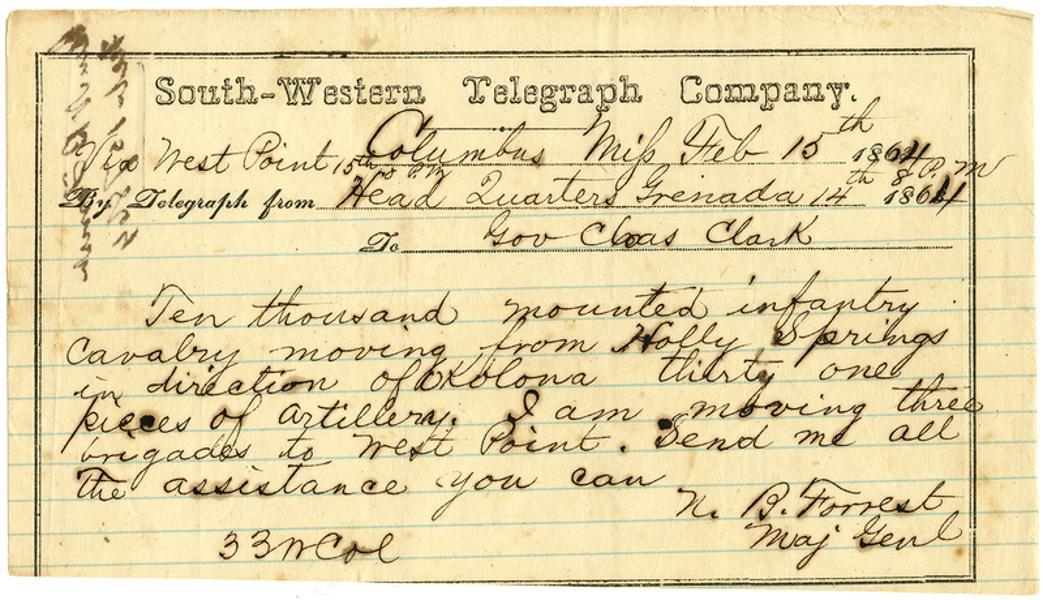 South-Western Telegraph Company.
Columbus Miss Feb 15th 1864
Via West Point 15th
By Telegraph from Head Quarters Grenada 14th 8 P. M 1864
To Gov Chas Clark
Ten thousand mounted infantry
Cavalry moving from Holly Springs
in direction of Okolona thirty one
pieces of artillery. I am moving three
brigades to West Point. Send me all
the assistance you can
N. B. Forrest
Maj Genl
33 W Col